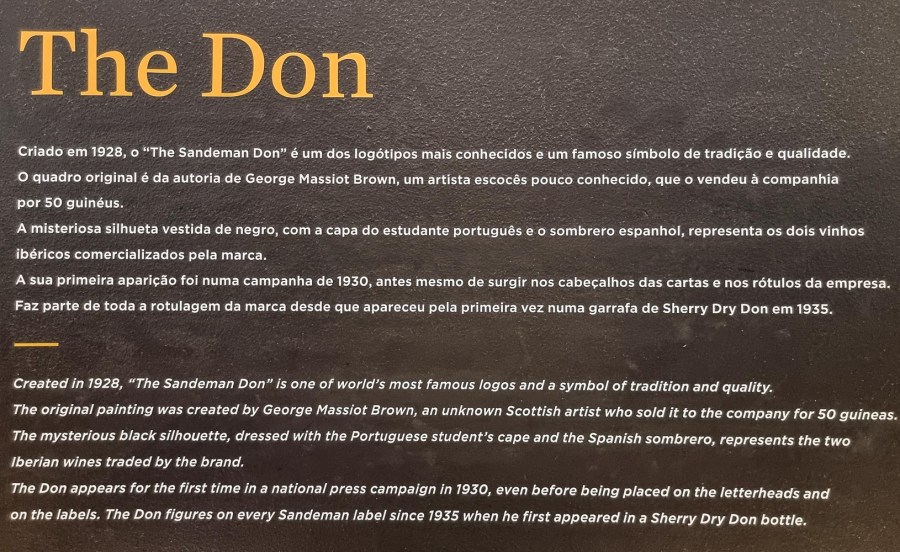 The Don
Criado em 1928, o “The Sandeman Don” é um dos logótipos mais conhecidos e um famoso símbolo de tradição e qualidade.
O quadro original é da autoria de George Massiot Brown, um artista escocês pouco conhecido, que o vendeu à companhia
por 50 guinéus.
A misteriosa silhueta vestida de negro, com a capa do estudante português e o sombrero espanhol, representa os dois vinhos
ibéricos comercializados pela marca.
A sua primeira aparição foi numa campanha de 1930, antes mesmo de surgir nos cabeçalhos das cartas e nos rótulos da empresa.
Faz parte de toda a rotulagem da marca desde que apareceu pela primeira vez numa garrafa de Sherry Dry Don em 1935.
Created in 1928, “The Sandeman Don” is one of world’s most famous logos and a symbol of tradition and quality.
The original painting was created by George Massiot Brown, an unknown Scottish artist who sold it to the company for 50 guineas.
The mysterious black silhouette, dressed with the Portuguese student’s cape and the Spanish sombrero, represents the two
Iberian wines traded by the brand.
The Don appears for the first time in a national press campaign in 1930, even before being placed on the letterheads and
on the labels. The Don figures on every Sandeman label since 1935 when he first appeared in a Sherry Dry Don bottle.